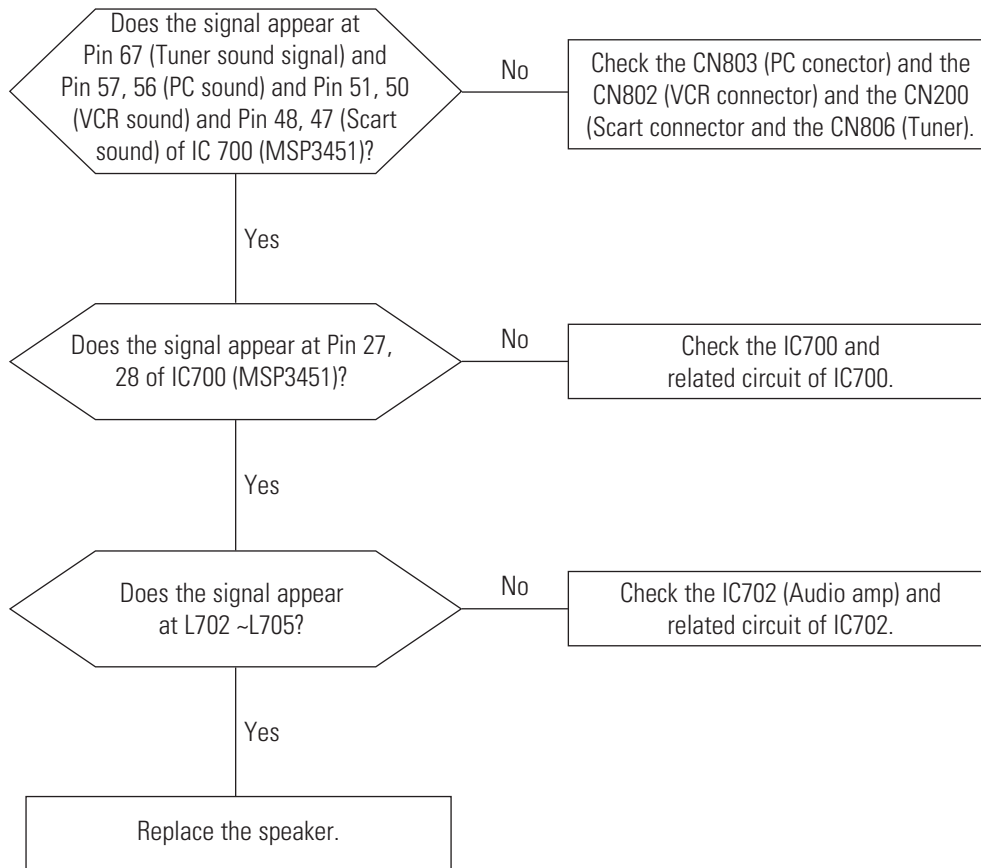 Does the signal appear at
Pin 67 (Tuner sound signal) and
Pin 57, 56 (PC sound) and Pin 51, 50
(VCR sound) and Pin 48, 47 (Scart
sound) of IC 700 (MSP3451)?
No
Check the CN803 (PC conector) and the
CN802 (VCR connector) and the CN200
(Scart connector and the CN806 (Tuner).
Yes
Does the signal appear at Pin 27,
28 of IC700 (MSP3451)?
No
Check the IC700 and
related circuit of IC700.
Yes
Does the signal appear
at L702 ~L705?
No
Check the IC702 (Audio amp) and
related circuit of IC702.
Yes
Replace the speaker.